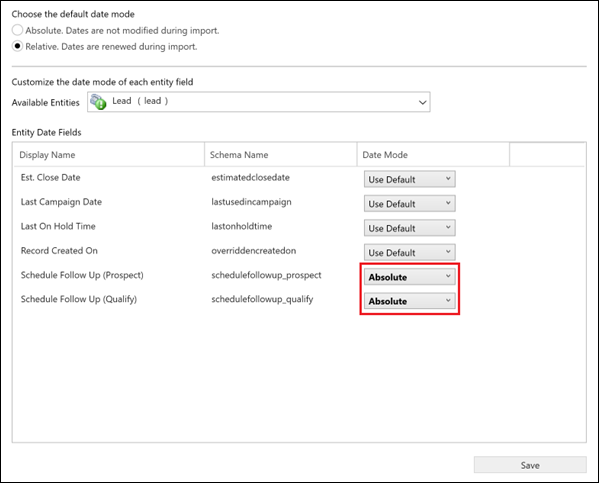 Choose the default date mode
Absolute. Dates are not modified during import.
Relative. Dates are renewed during import.
Customize the date mode of each entity field
Available Entities Lead ( lead )
Entity Date Fields
Display Name Schema Name Date Mode
Est. Close Date estimatedclosedate Use Default
Last Campaign Date lastusedincampaign Use Default
Last On Hold Time lastonholdtime Use Default
Record Created On overriddencreatedon Use Default
Schedule Follow Up (Prospect) schedulefollowup_prospect Absolute
Schedule Follow Up (Qualify) schedulefollowup_qualify Absolute
Save